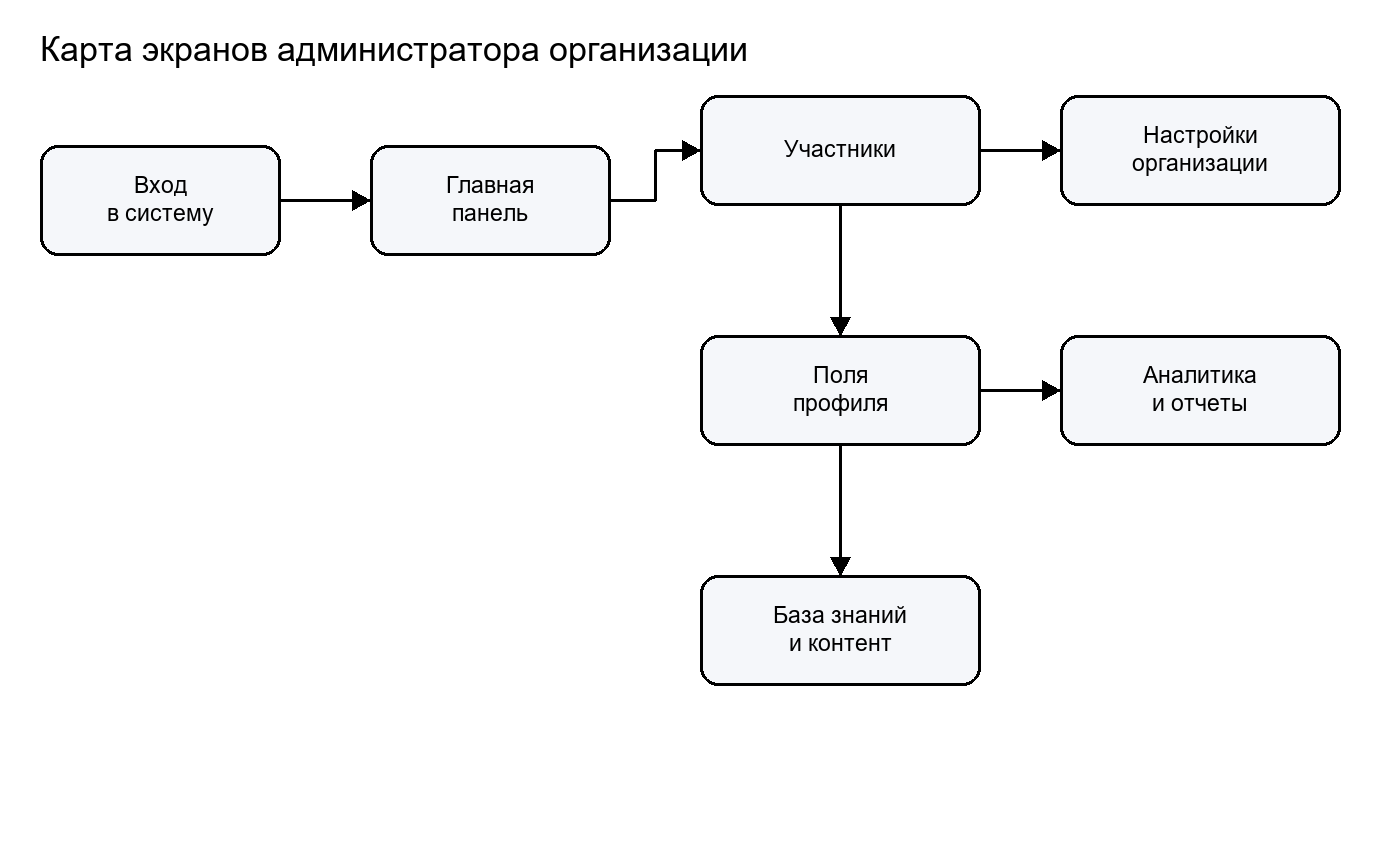 Карта экранов администратора организации
Вход
в систему
Главная
панель
Участники
Настройки
организации
Поля
профиля
Аналитика
и отчеты
База знаний
и контент